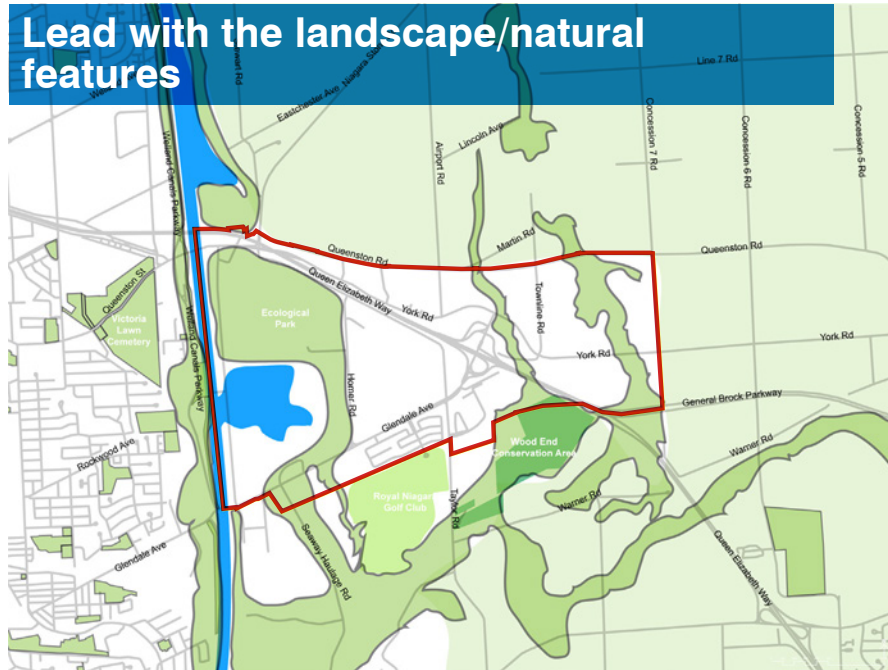 Lead with the landscape/natural
features
Line 7 Rd
Eastchester Ave
Lincoln Ave
Airport Rd
Concession 7 Rd
Concession 6 Rd
Concession 5 Rd
Welland Canals Parkway
Queenston Rd
Martin Rd
Queenston Rd
Queenston St
Victoria
Lawn
Cemetery
Ecological
Park
Queen Elizabeth Way
York Rd
Townline Rd
York Rd
York Rd
Welland Canals Parkway
Homer Rd
Glendale Ave
General Brock Parkway
Rockwood Ave
Wood End
Conservation Area
Warner Rd
Royal Niagara
Golf Club
Taylor Rd
Warner Rd
Seaway Haulage Rd
Glendale Ave
Queen Elizabeth Way